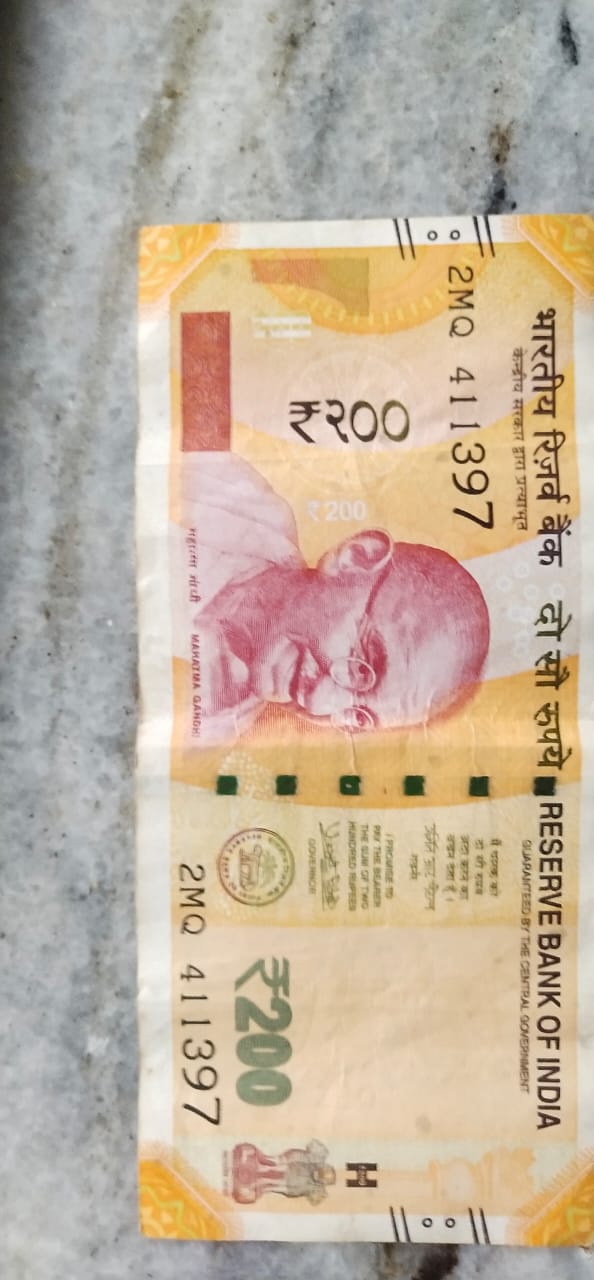 भारतीय रिज़र्व बैंक दो सौ रुपये RESERVE BANK OF INDIA
केन्द्रीय सरकार द्वारा प्रत्याभूत
GUARANTEED BY THE CENTRAL GOVERNMENT
2MQ 411397
₹२००
₹200
महात्मा गांधी MAHATMA GANDHI
I PROMISE TO
PAY THE BEARER
THE SUM OF TWO
HUNDRED RUPEES
GOVERNOR
₹200
2MQ 411397
H